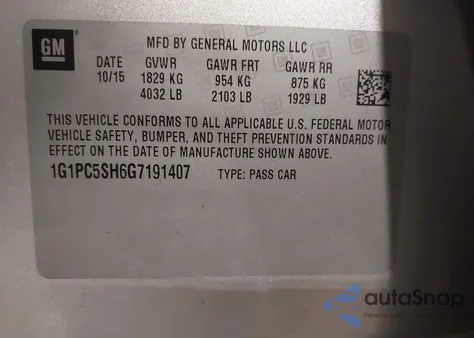 GM
MFD BY GENERAL MOTORS LLC
DATE GVWR GAWR FRT GAWR RR
10/15 1829 KG 954 KG 875 KG
4032 LB 2103 LB 1929 LB
THIS VEHICLE CONFORMS TO ALL APPLICABLE U.S. FEDERAL MOTOR
VEHICLE SAFETY, BUMPER, AND THEFT PREVENTION STANDARDS IN
EFFECT ON THE DATE OF MANUFACTURE SHOWN ABOVE.
1G1PC5SH6G7191407 TYPE: PASS CAR
autoSnap